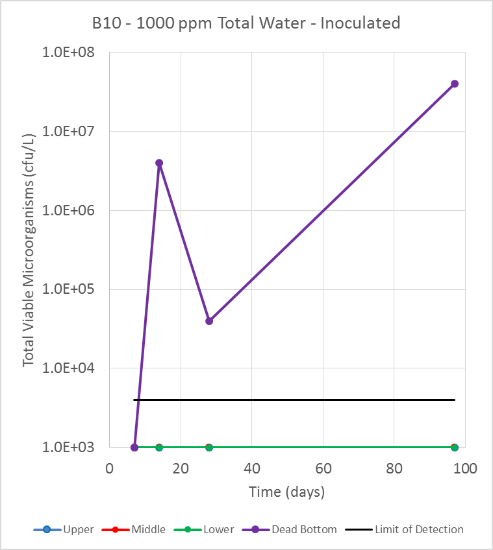 B10 - 1000 ppm Total Water - Inoculated
Total Viable Microorganisms (cfu/L)
1.0E+08
1.0E+07
1.0E+06
1.0E+05
1.0E+04
1.0E+03
0 20 40 60 80 100
Time (days)
Upper Middle Lower Dead Bottom Limit of Detection